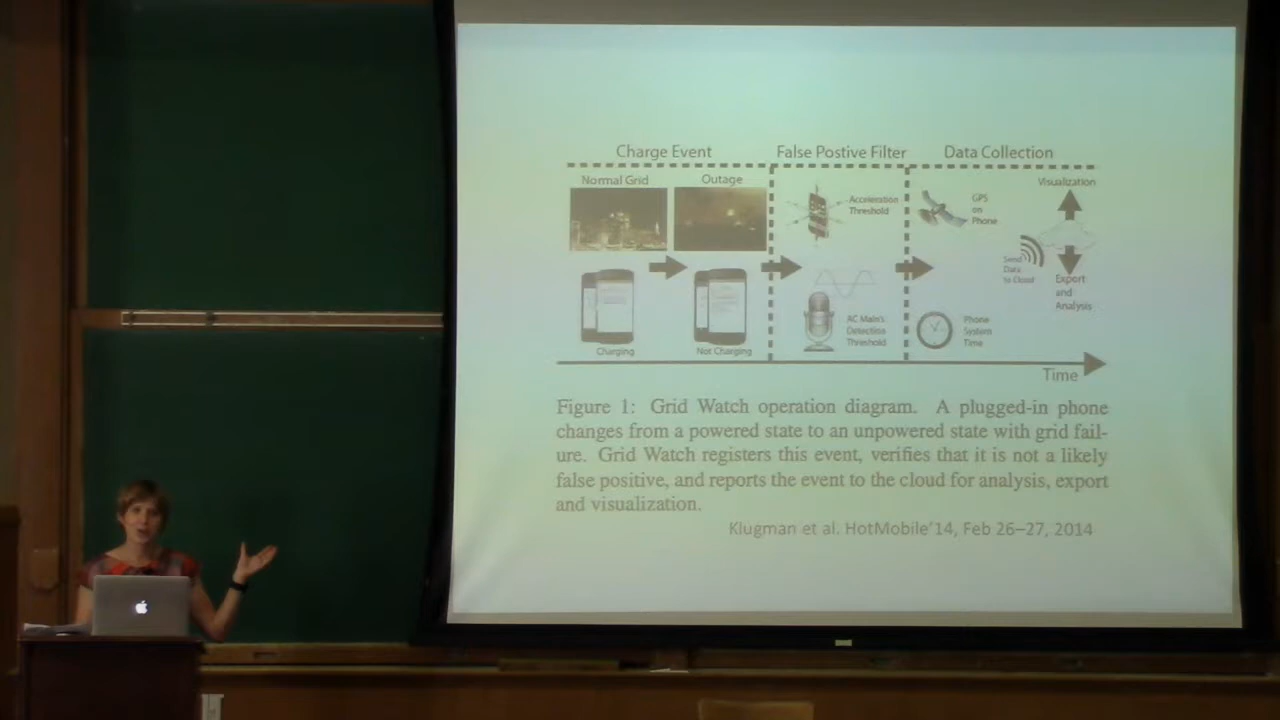 Charge Event
False Postive Filter
Data Collection
Normal Grid
Outage
Charging
Not Charging
Acceleration
Threshold
AC Main's
Detection
Threshold
GPS
on
Phone
Phone
System
Time
Send
Data
to Cloud
Visualization
Export
and
Analysis
Time
Figure 1: Grid Watch operation diagram. A plugged-in phone
changes from a powered state to an unpowered state with grid fail-
ure. Grid Watch registers this event, verifies that it is not a likely
false positive, and reports the event to the cloud for analysis, export
and visualization.
Klugman et al. HotMobile'14, Feb 26–27, 2014